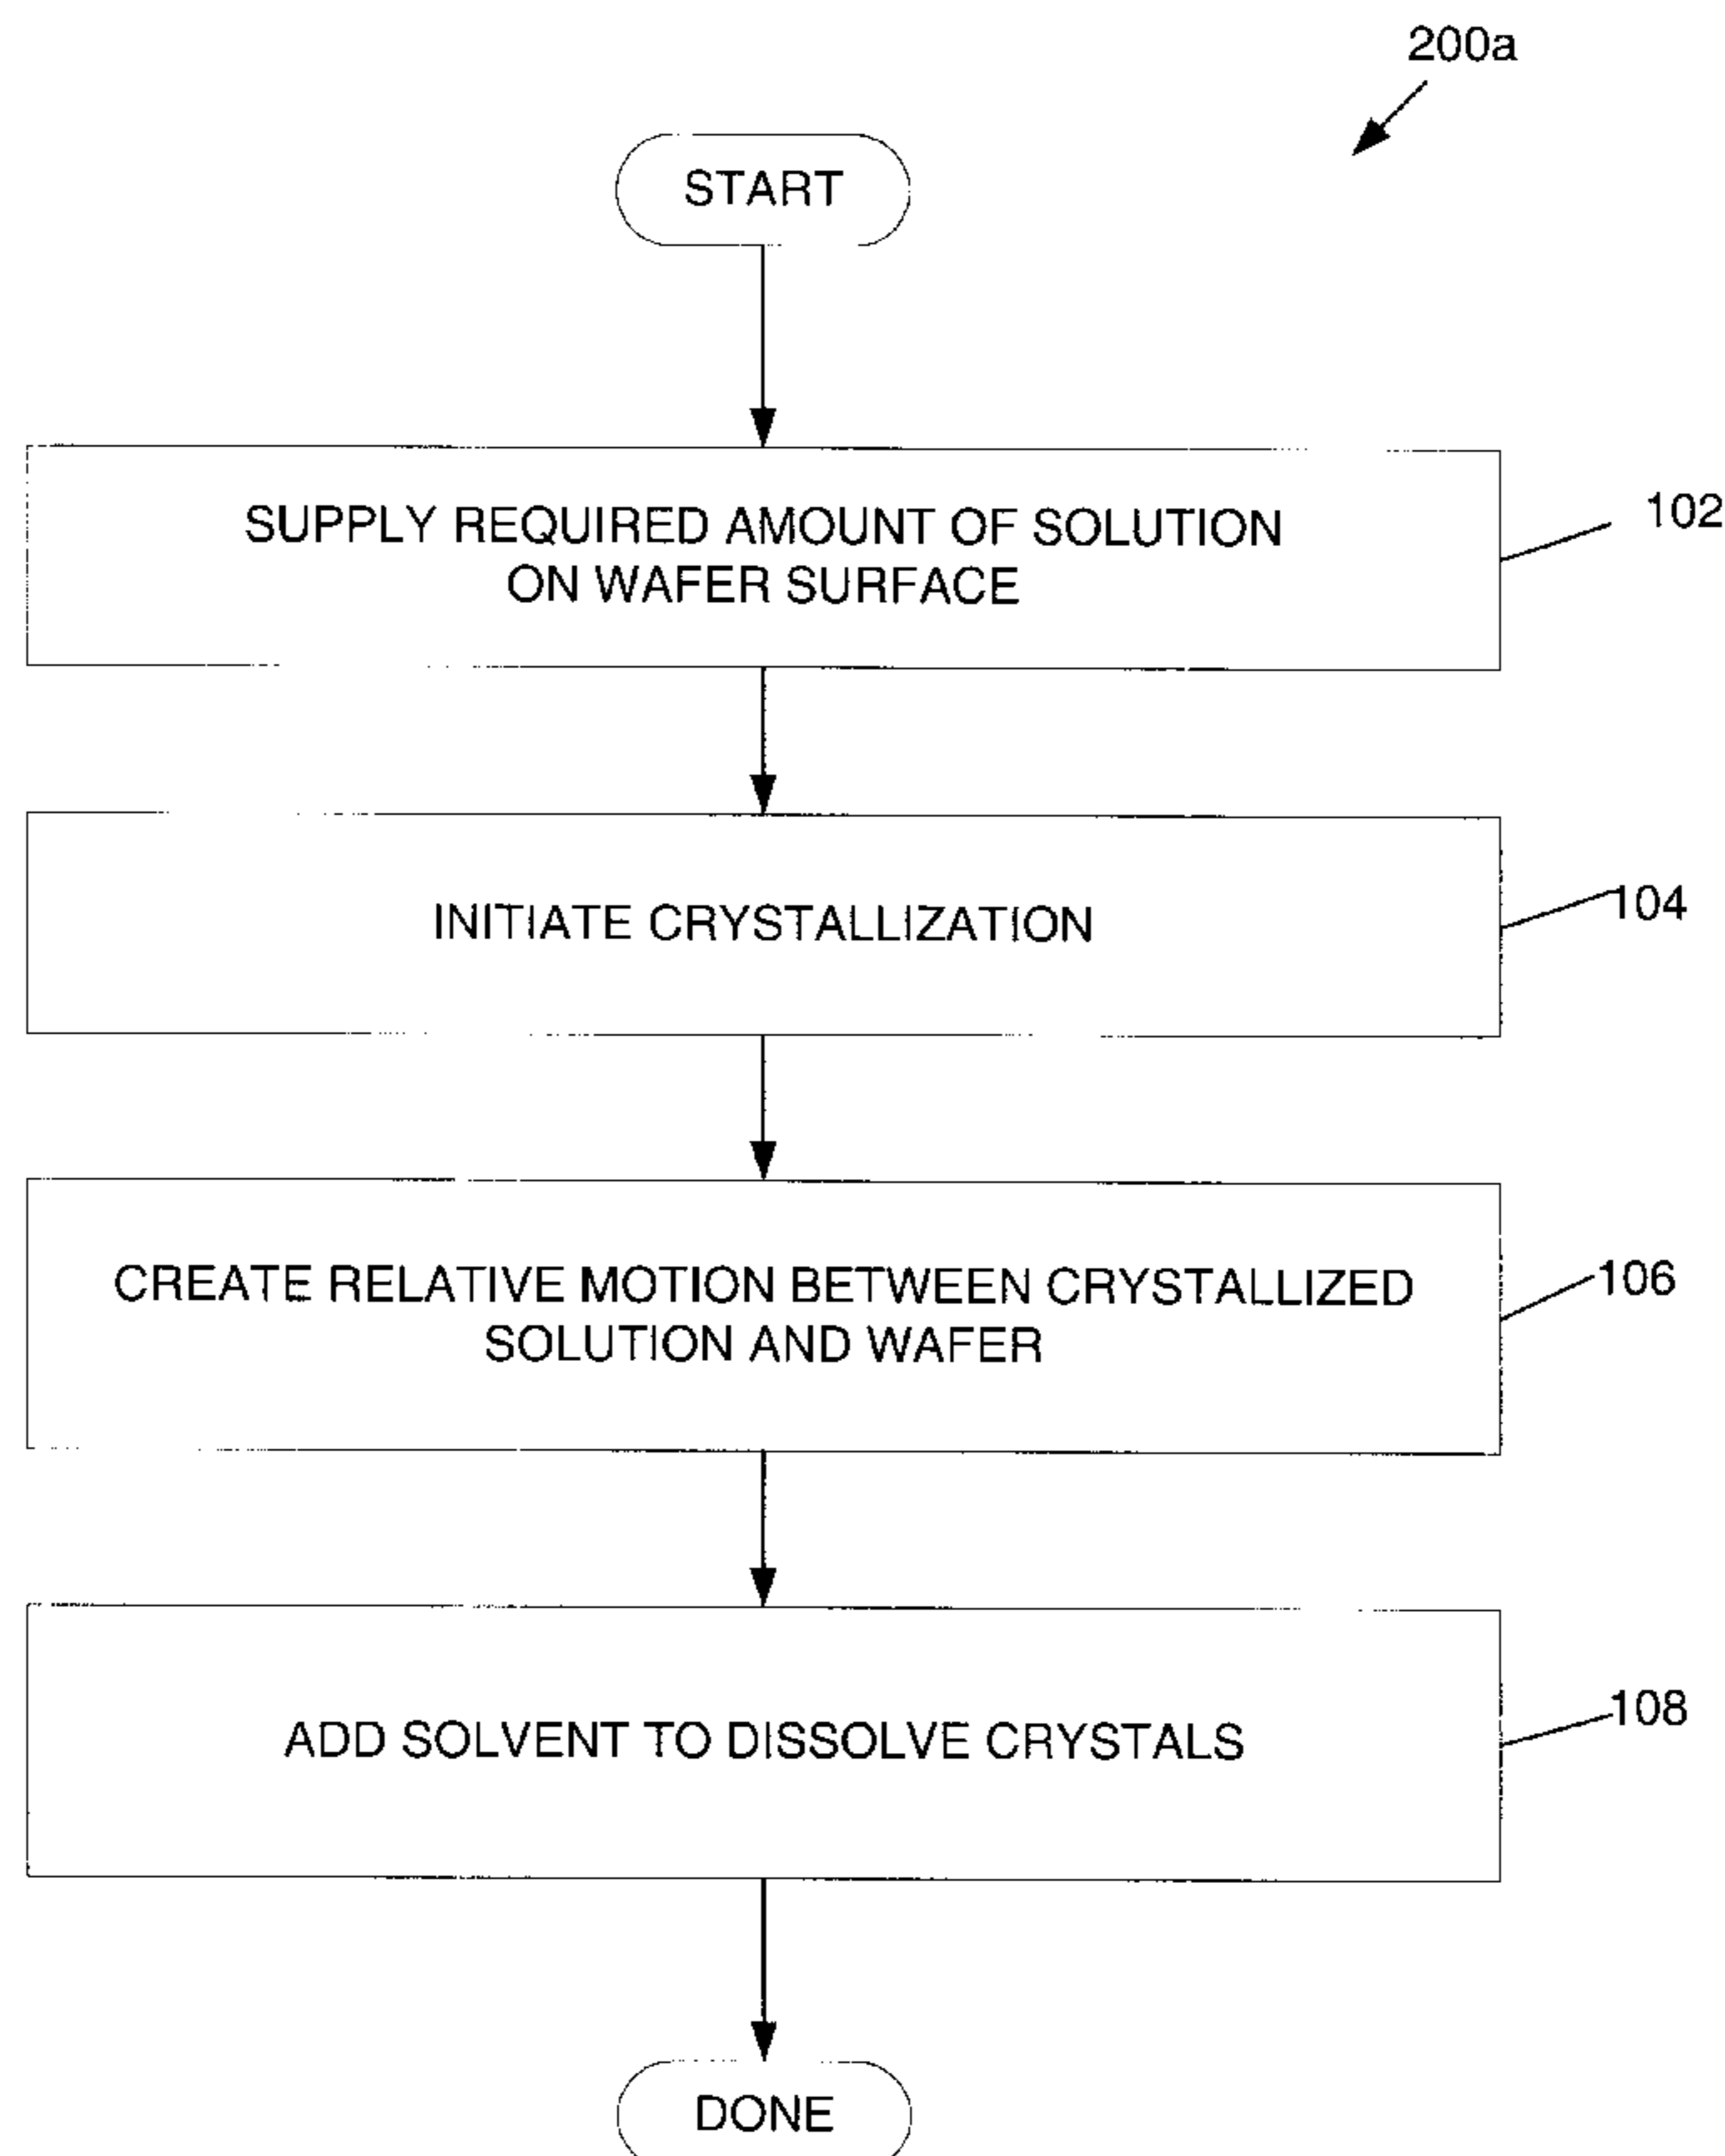 200a
START
SUPPLY REQUIRED AMOUNT OF SOLUTION
ON WAFER SURFACE
102
INITIATE CRYSTALLIZATION
104
CREATE RELATIVE MOTION BETWEEN CRYSTALLIZED
SOLUTION AND WAFER
106
ADD SOLVENT TO DISSOLVE CRYSTALS
108
DONE